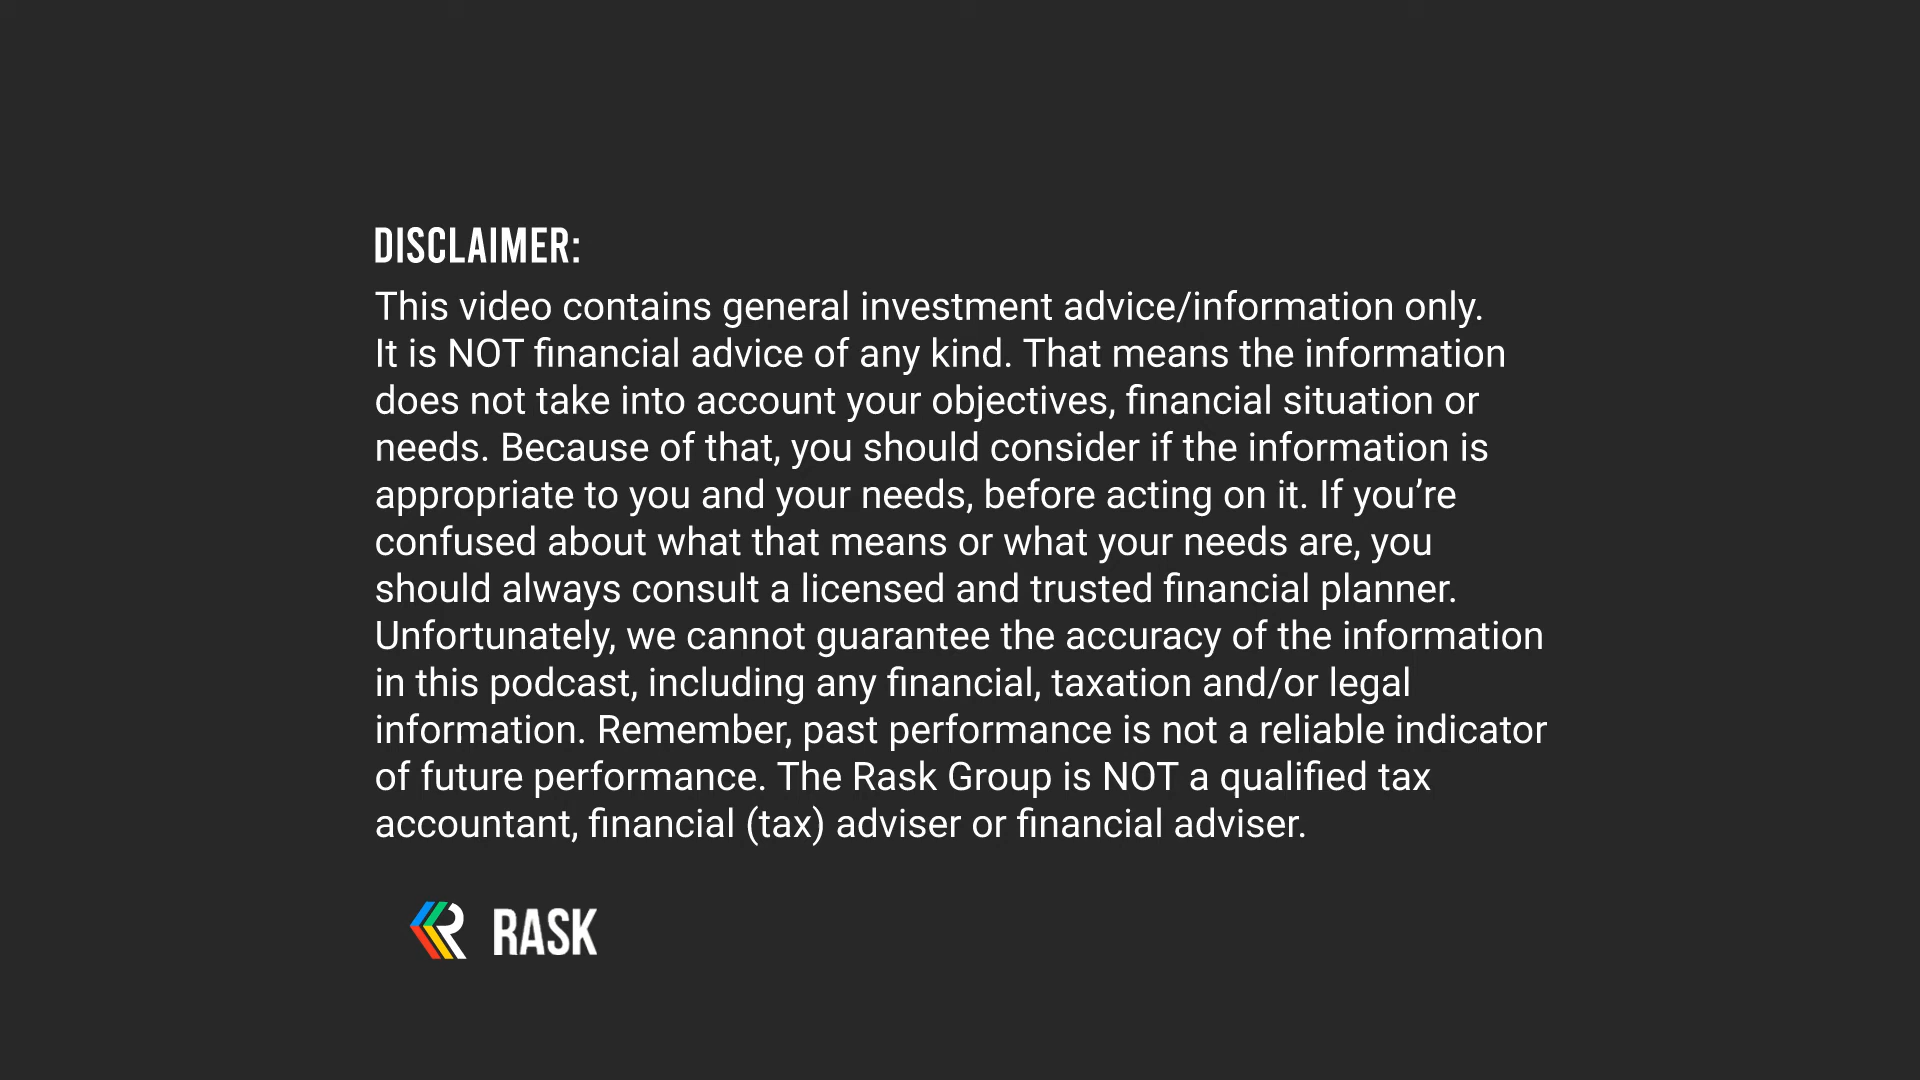 DISCLAIMER:
This video contains general investment advice/information only.
It is NOT financial advice of any kind. That means the information
does not take into account your objectives, financial situation or
needs. Because of that, you should consider if the information is
appropriate to you and your needs, before acting on it. If you’re
confused about what that means or what your needs are, you
should always consult a licensed and trusted financial planner.
Unfortunately, we cannot guarantee the accuracy of the information
in this podcast, including any financial, taxation and/or legal
information. Remember, past performance is not a reliable indicator
of future performance. The Rask Group is NOT a qualified tax
accountant, financial (tax) adviser or financial adviser.
RASK